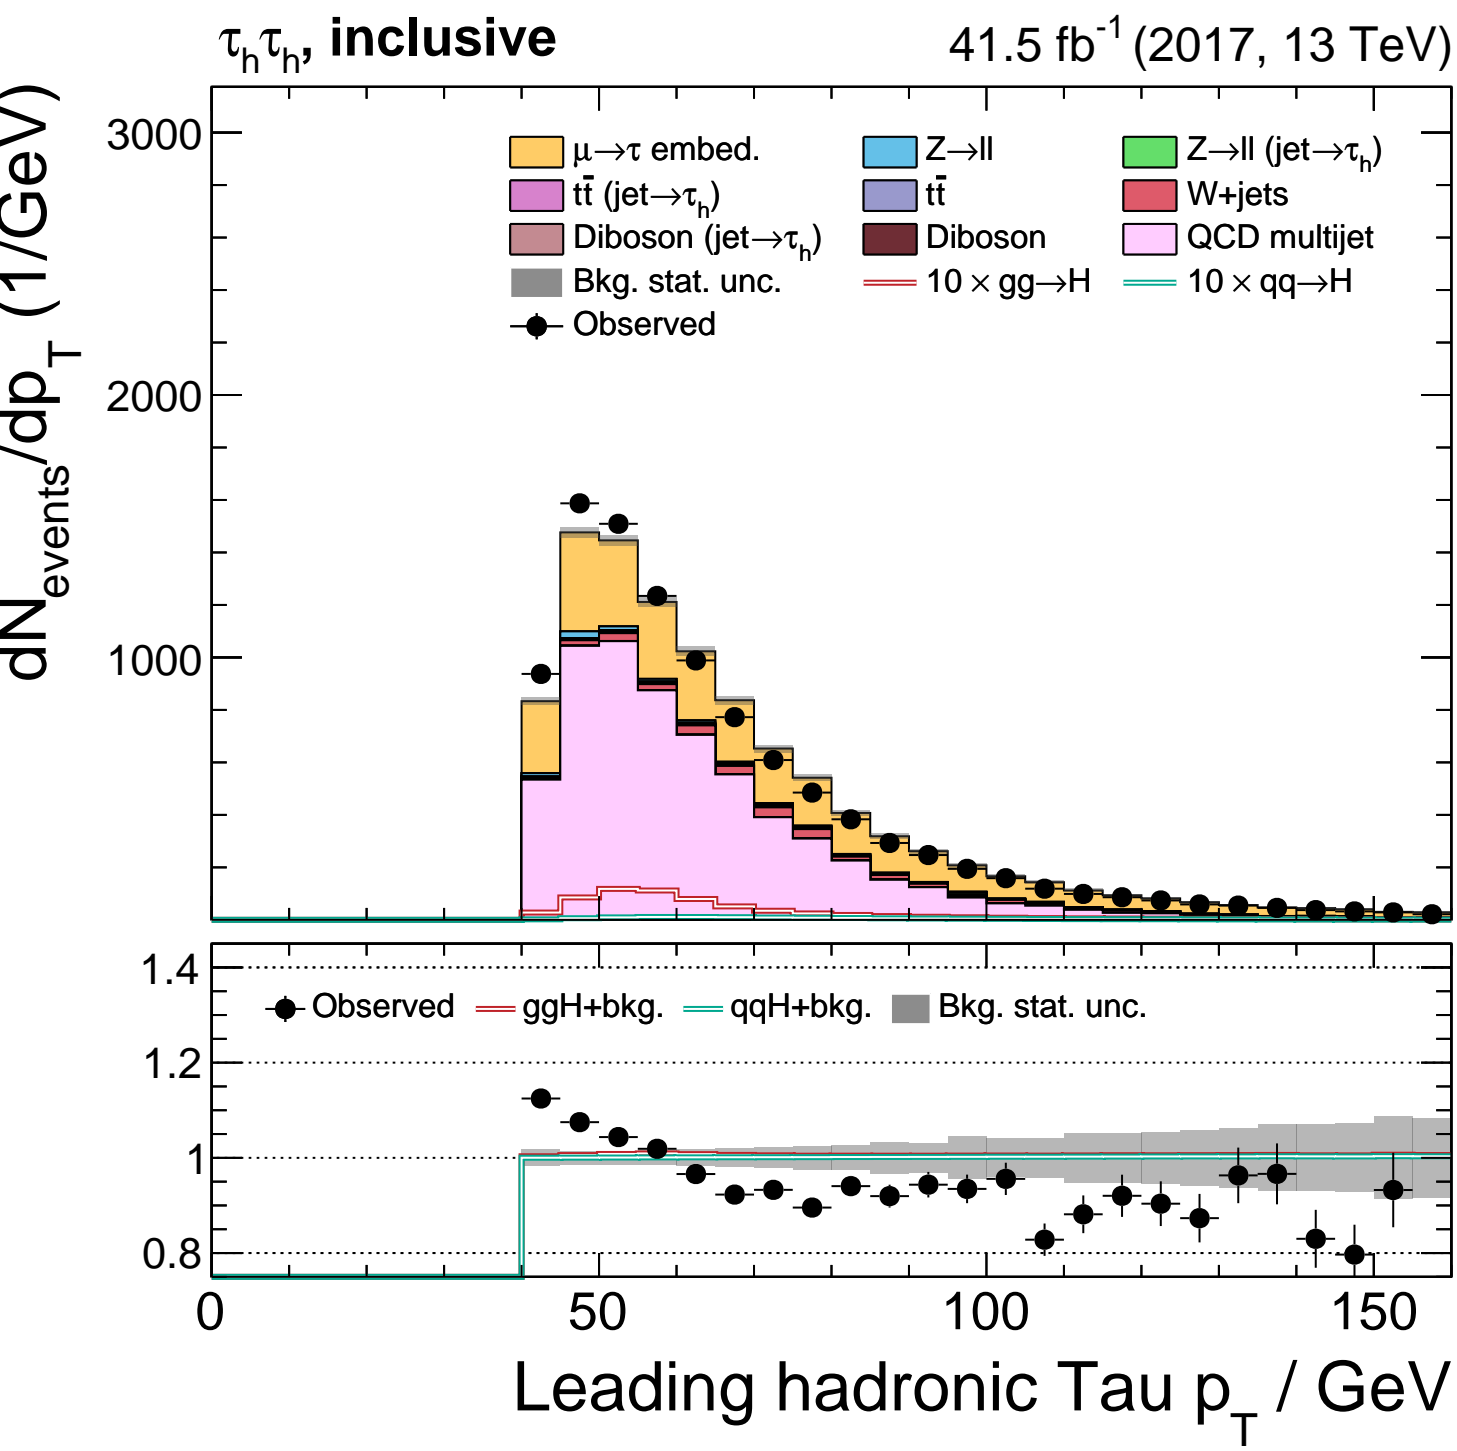 τhτh, inclusive 41.5 fb-1 (2017, 13 TeV)
dNevents/dpT (1/GeV)
3000
2000
1000
μ→τ embed. Z→ll Z→ll (jet→τh)
tt̄ (jet→τh) tt̄ W+jets
Diboson (jet→τh) Diboson QCD multijet
Bkg. stat. unc. 10 × gg→H 10 × qq→H
Observed
1.4
1.2
1
0.8
Observed ggH+bkg. qqH+bkg. Bkg. stat. unc.
0 50 100 150
Leading hadronic Tau pT / GeV